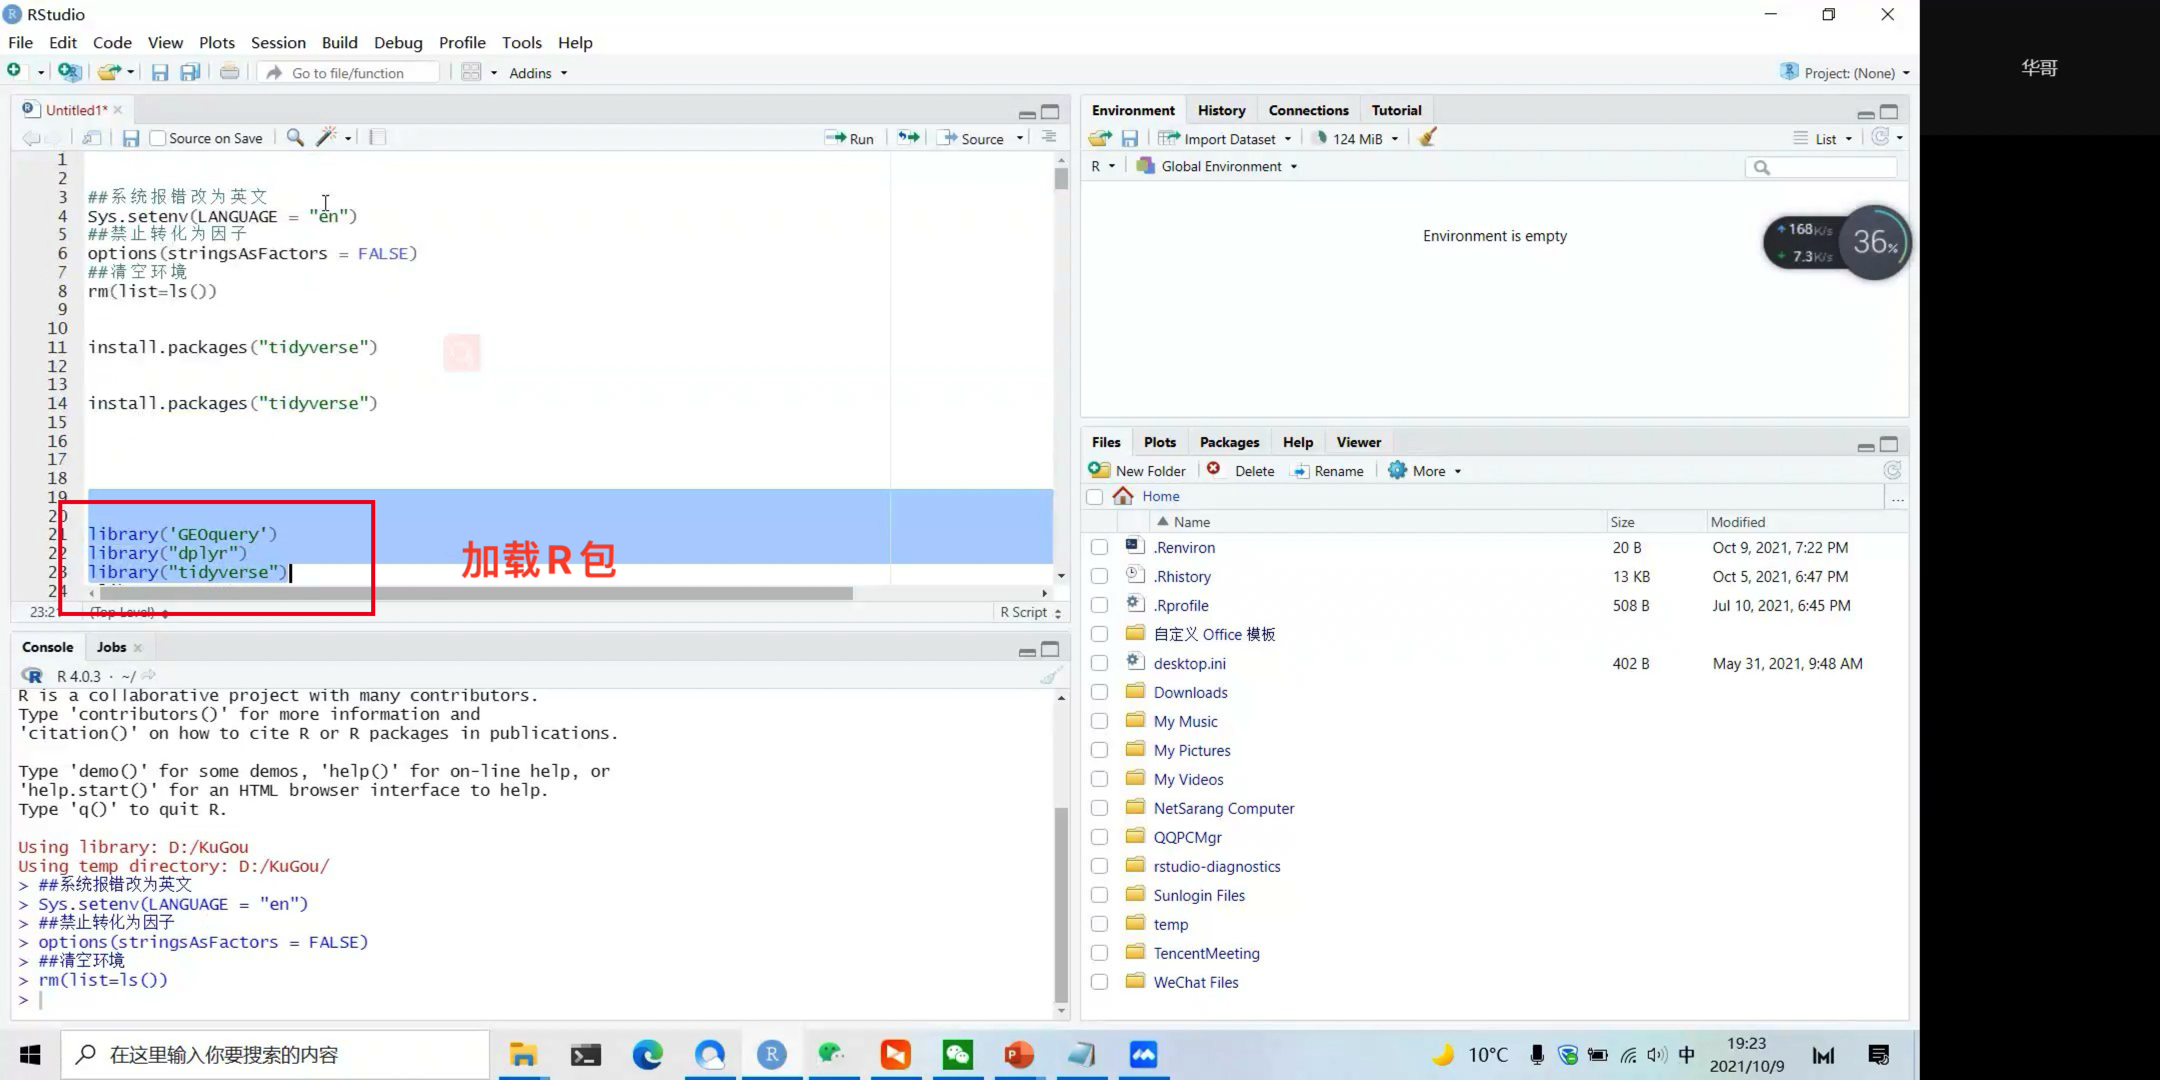 RStudio
File Edit Code View Plots Session Build Debug Profile Tools Help
Go to file/function Addins Project: (None)
华哥
Untitled1*
Source on Save Run Source
1
2
3 ##系统报错改为英文
4 Sys.setenv(LANGUAGE = "en")
5 ##禁止转化为因子
6 options(stringsAsFactors = FALSE)
7 ##清空环境
8 rm(list=ls())
9
10
11 install.packages("tidyverse")
12
13
14 install.packages("tidyverse")
15
16
17
18
19
20
21 library('GEOquery')
22 library("dplyr")
23 library("tidyverse")
24
加载R包
23:21 (Top Level) R Script
Console Jobs
R 4.0.3 · ~/
R is a collaborative project with many contributors.
Type 'contributors()' for more information and
'citation()' on how to cite R or R packages in publications.
Type 'demo()' for some demos, 'help()' for on-line help, or
'help.start()' for an HTML browser interface to help.
Type 'q()' to quit R.
Using library: D:/KuGou
Using temp directory: D:/KuGou/
> ##系统报错改为英文
> Sys.setenv(LANGUAGE = "en")
> ##禁止转化为因子
> options(stringsAsFactors = FALSE)
> ##清空环境
> rm(list=ls())
>
Environment History Connections Tutorial
Import Dataset 124 MiB List
R Global Environment
Environment is empty
168K/s
7.3K/s
36%
Files Plots Packages Help Viewer
New Folder Delete Rename More
Home ...
Name Size Modified
.Renviron 20 B Oct 9, 2021, 7:22 PM
.Rhistory 13 KB Oct 5, 2021, 6:47 PM
.Rprofile 508 B Jul 10, 2021, 6:45 PM
自定义 Office 模板
desktop.ini 402 B May 31, 2021, 9:48 AM
Downloads
My Music
My Pictures
My Videos
NetSarang Computer
QQPCMgr
rstudio-diagnostics
Sunlogin Files
temp
TencentMeeting
WeChat Files
在这里输入你要搜索的内容
10°C 中 19:23
2021/10/9